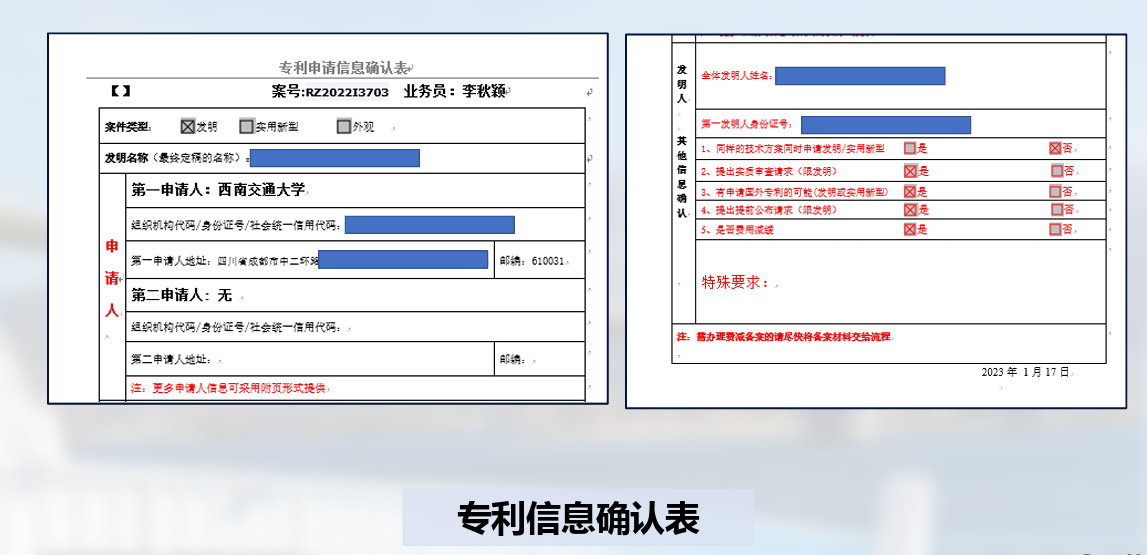 专利申请信息确认表
【】 案号:RZ2022I3703 业务员：李秋颖
案件类型： 发明 实用新型 外观
发明名称（最终定稿的名称）：
申请人
第一申请人：西南交通大学
组织机构代码/身份证号/社会统一信用代码：
第一申请人地址：四川省成都市中二环路 邮编：610031
第二申请人：无
组织机构代码/身份证号/社会统一信用代码：
第二申请人地址： 邮编：
注：更多申请人信息可采用附页形式提供
发明人
全体发明人姓名：
第一发明人身份证号：
其他信息确认
1、同样的技术方案同时申请发明/实用新型 是 否
2、提出实质审查请求（限发明） 是 否
3、有申请国外专利的可能(发明或实用新型) 是 否
4、提出提前公布请求（限发明） 是 否
5、是否费用减缓 是 否
特殊要求：
注：需办理费减备案的请尽快将备案材料交给流程
2023 年 1 月 17 日
专利信息确认表